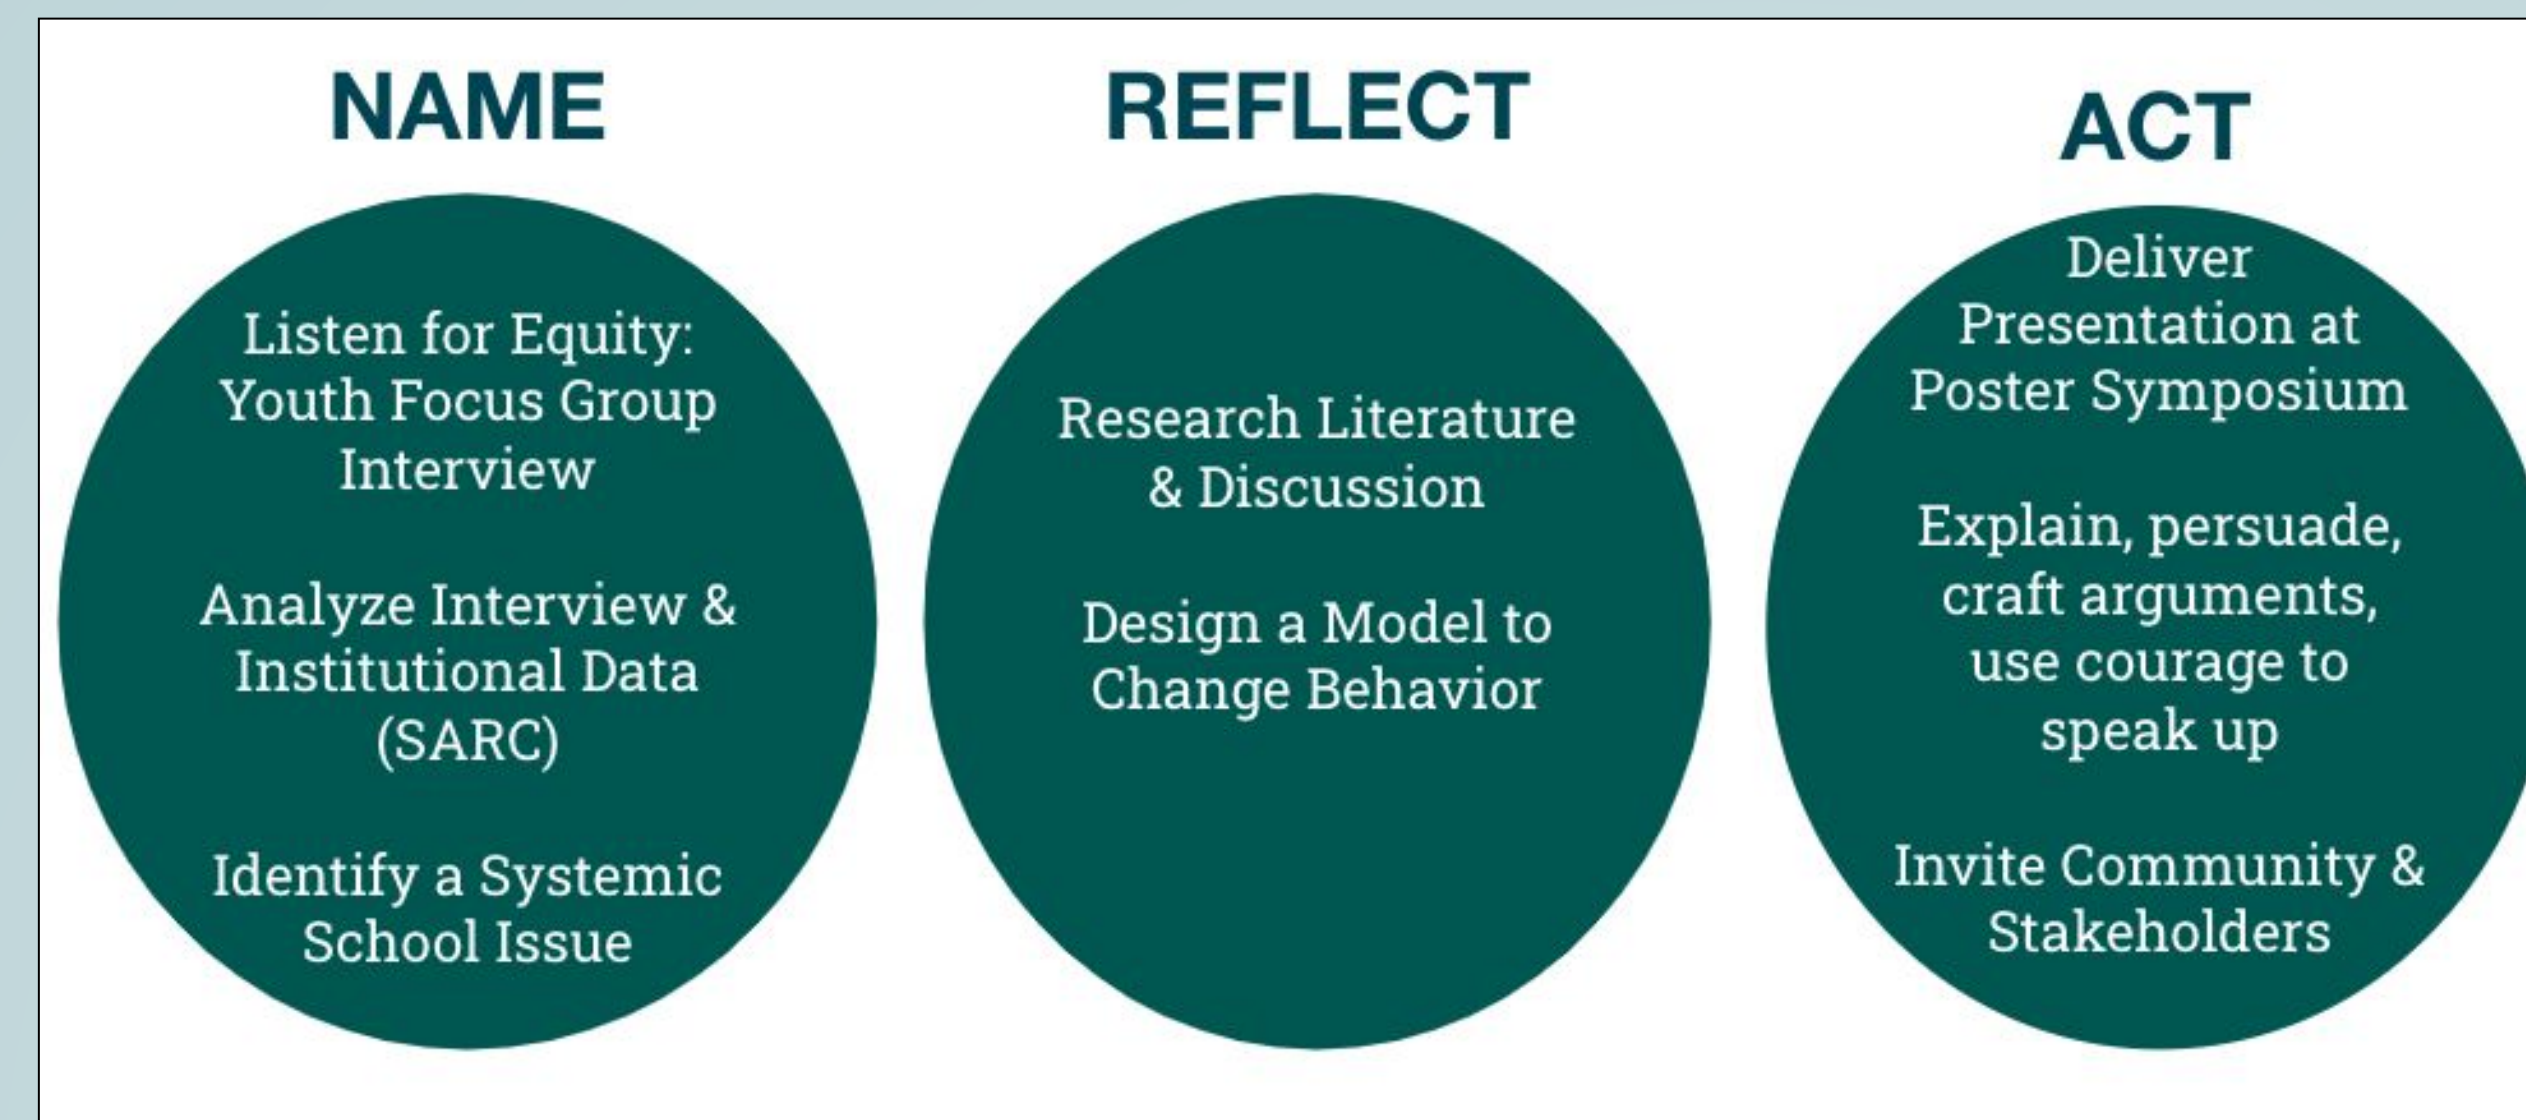 NAME
Listen for Equity:
Youth Focus Group
Interview
Analyze Interview &
Institutional Data
(SARC)
Identify a Systemic
School Issue
REFLECT
Research Literature
& Discussion
Design a Model to
Change Behavior
ACT
Deliver
Presentation at
Poster Symposium
Explain, persuade,
craft arguments,
use courage to
speak up
Invite Community &
Stakeholders